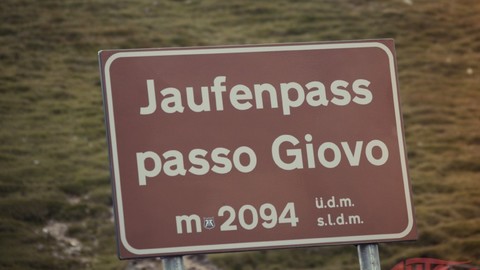 Jaufenpass
passo Giovo
m 2094 ü.d.m.
s.l.d.m.